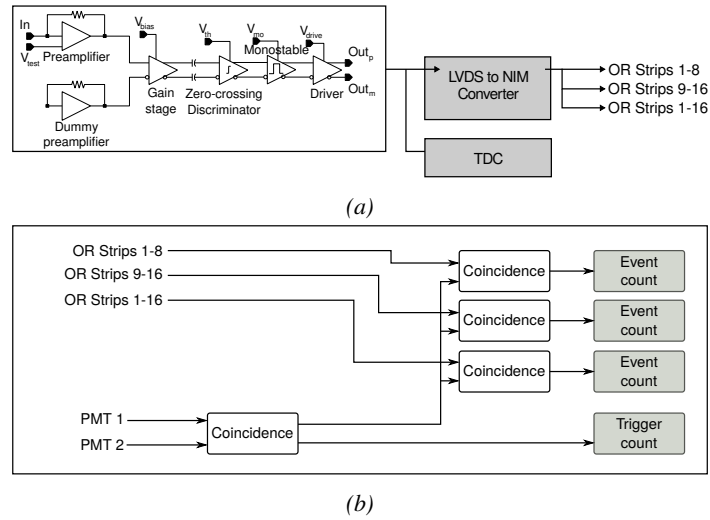 In
V_test
Preamplifier
Dummy
preamplifier
V_bias
Gain
stage
V_th
Zero-crossing
Discriminator
V_mo
Monostable
V_drive
Driver
Out_p
Out_m
LVDS to NIM
Converter
TDC
OR Strips 1-8
OR Strips 9-16
OR Strips 1-16
(a)
OR Strips 1-8
OR Strips 9-16
OR Strips 1-16
Coincidence
Event
count
Coincidence
Event
count
Coincidence
Event
count
PMT 1
PMT 2
Coincidence
Trigger
count
(b)